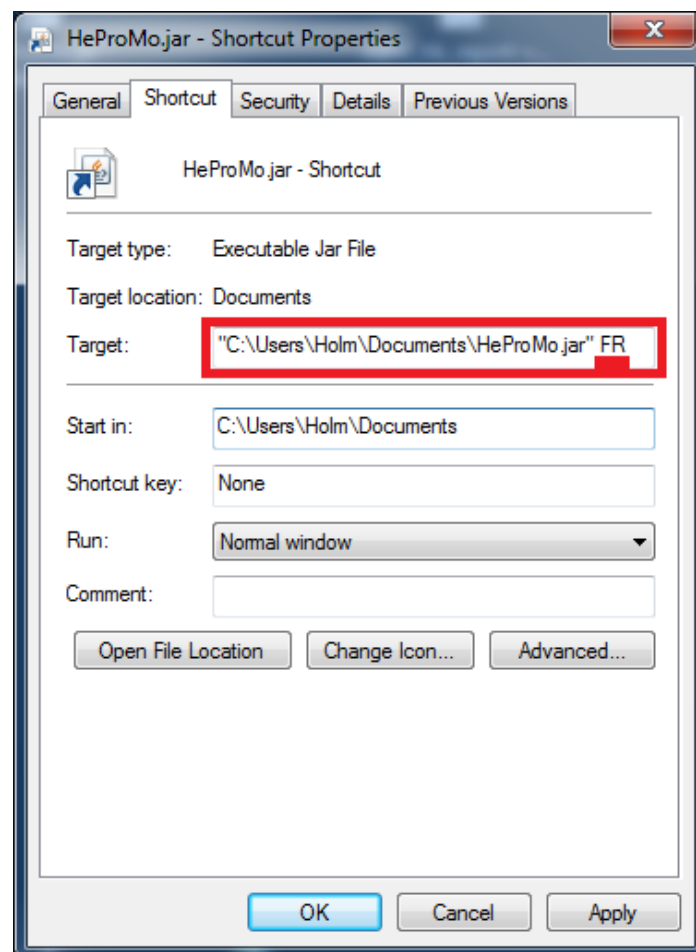 HeProMo.jar - Shortcut Properties
x
General Shortcut Security Details Previous Versions
HeProMo.jar - Shortcut
Target type: Executable Jar File
Target location: Documents
Target: "C:\Users\Holm\Documents\HeProMo.jar" FR
Start in: C:\Users\Holm\Documents
Shortcut key: None
Run: Normal window
Comment:
Open File Location Change Icon... Advanced...
OK Cancel Apply